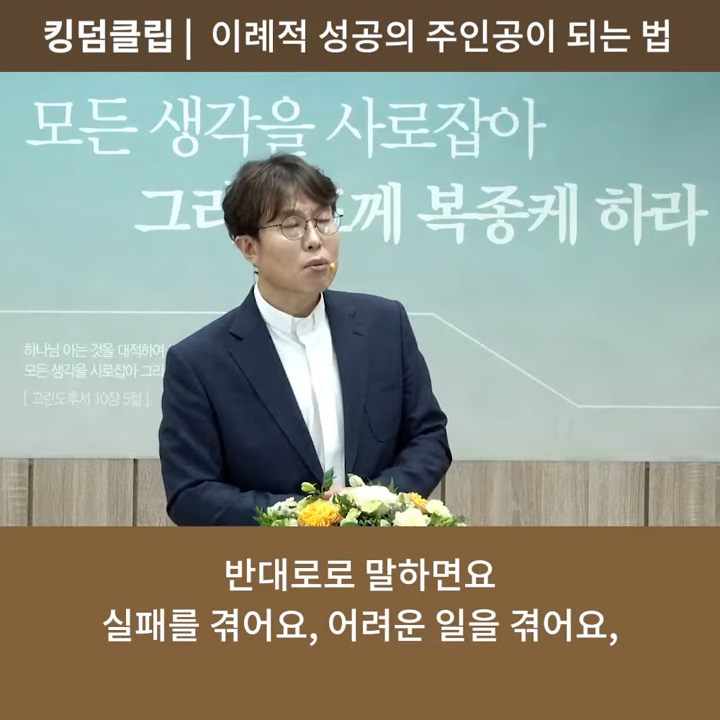 킹덤클립 | 이례적 성공의 주인공이 되는 법
모든 생각을 사로잡아
께 복종케 하라
하나님 아는 것을 대적하여
모든 생각을 사로잡아 그리
[ 고린도후서 10장 5절 ]
반대로로 말하면요
실패를 겪어요, 어려운 일을 겪어요,